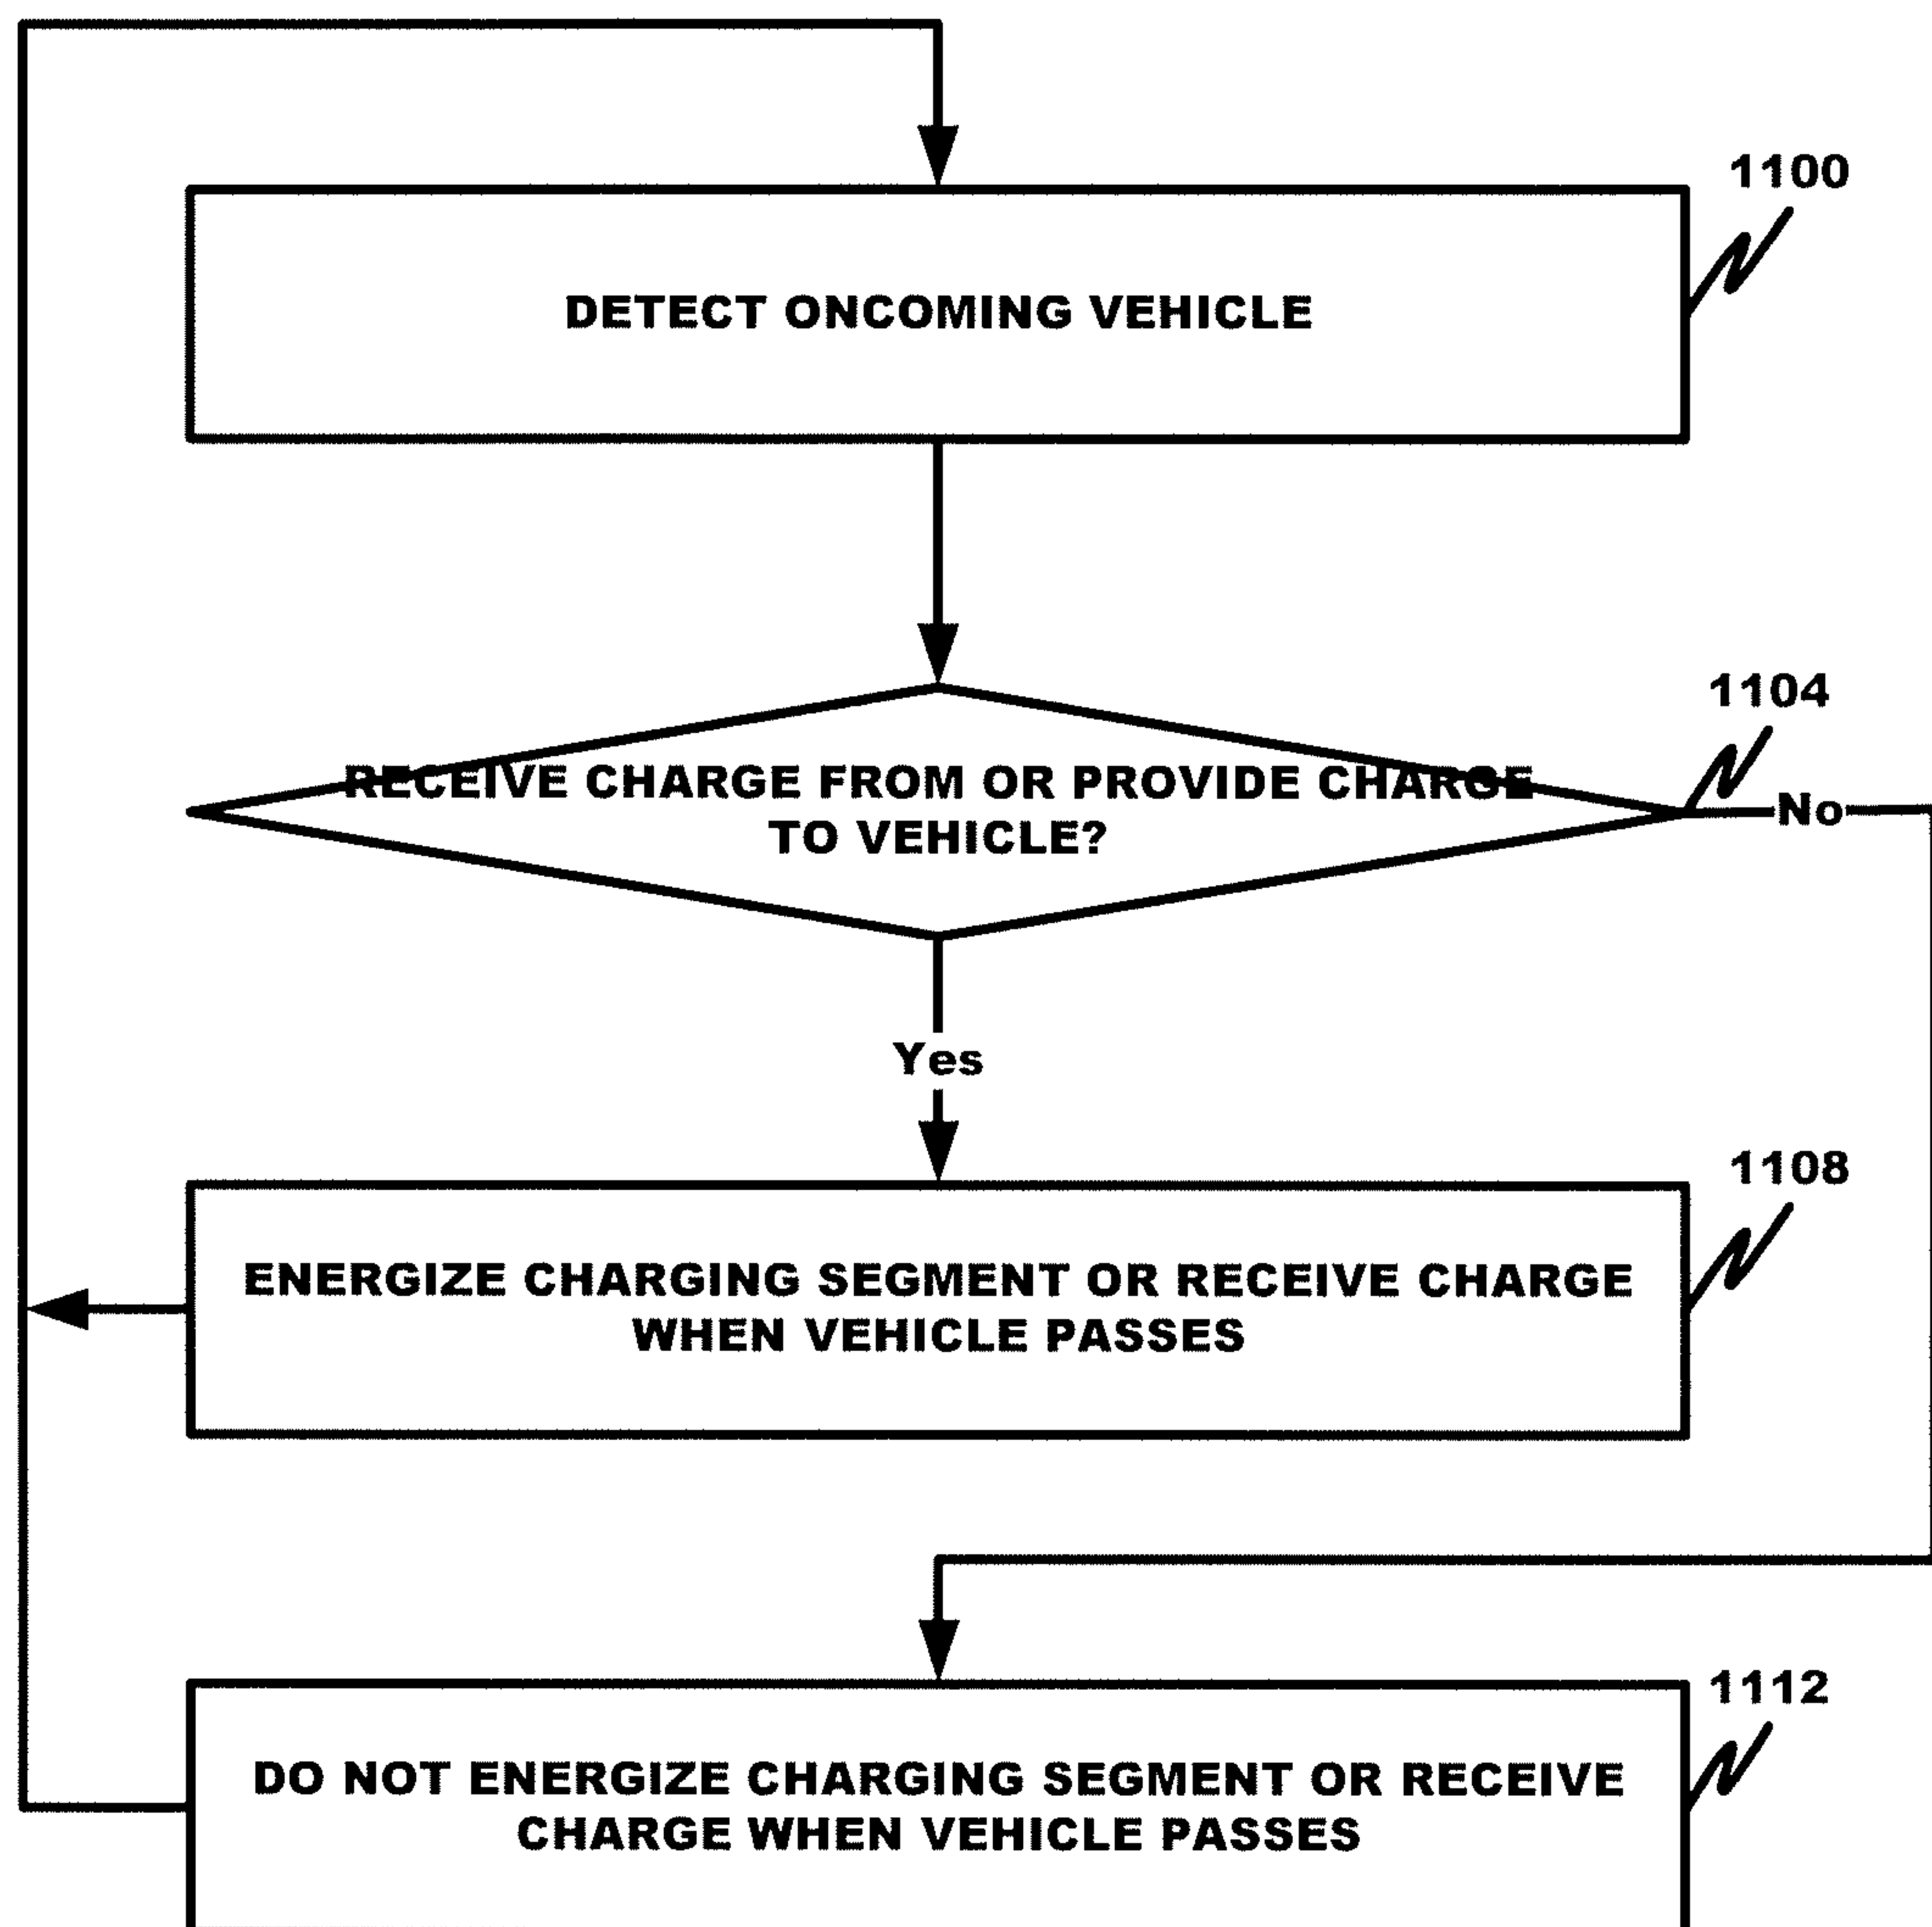 1100
DETECT ONCOMING VEHICLE
1104
RECEIVE CHARGE FROM OR PROVIDE CHARGE
TO VEHICLE?
No
Yes
1108
ENERGIZE CHARGING SEGMENT OR RECEIVE CHARGE
WHEN VEHICLE PASSES
1112
DO NOT ENERGIZE CHARGING SEGMENT OR RECEIVE
CHARGE WHEN VEHICLE PASSES